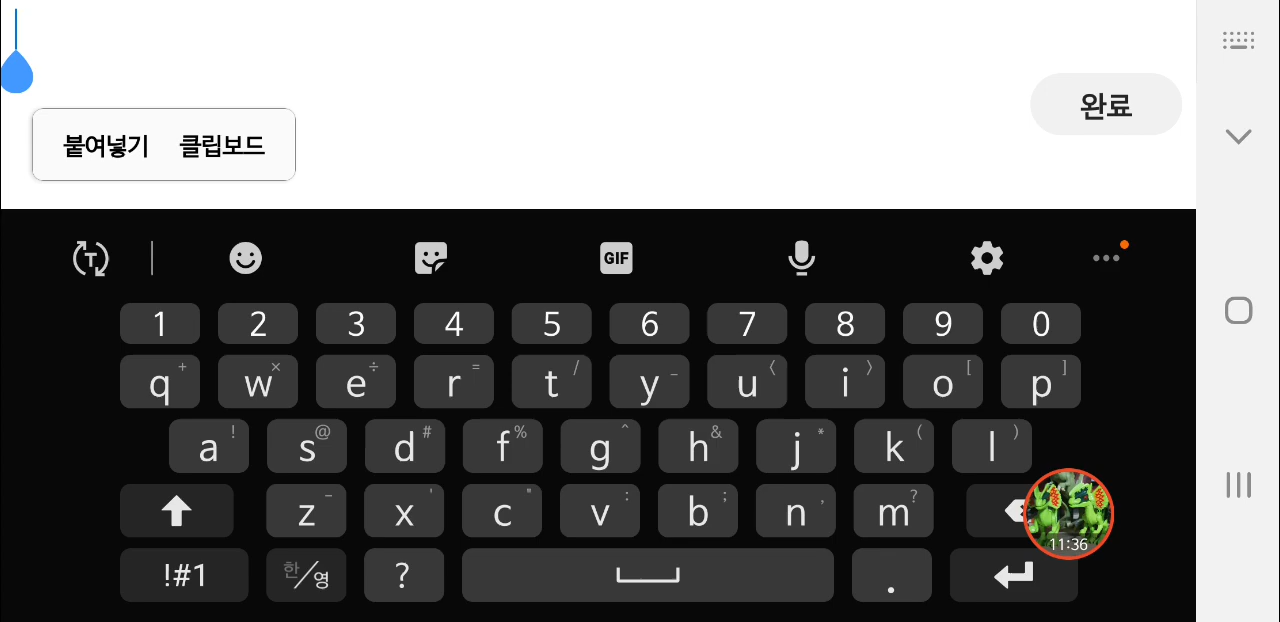 완료
붙여넣기 클립보드
T GIF
1 2 3 4 5 6 7 8 9 0
q + w × e ÷ r = t / y _ u 〈 i 〉 o [ p ]
a ! s @ d # f % g ^ h & j * k ( l )
z - x ' c " v : b ; n , m ?
11:36
!#1 한/영 ? .